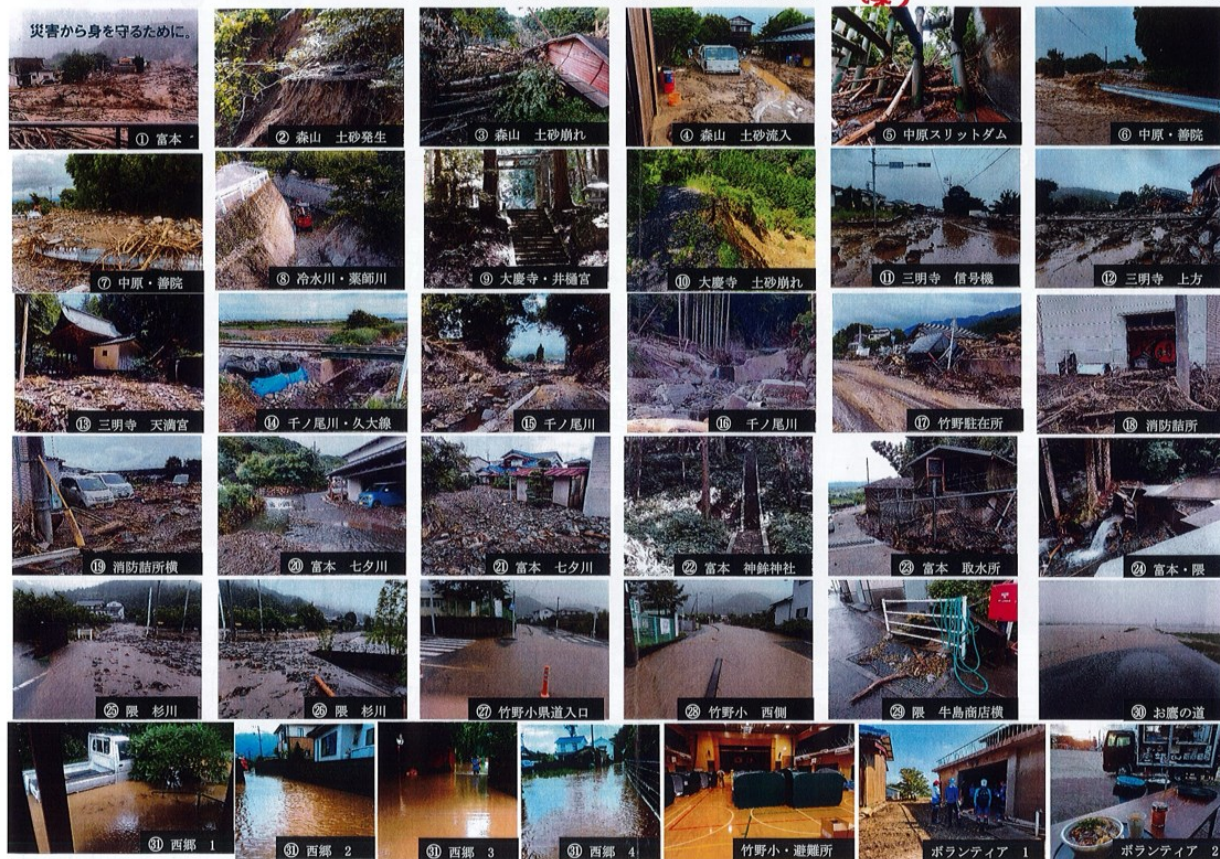 災害から身を守るために。
① 富本
② 森山 土砂発生
③ 森山 土砂崩れ
④ 森山 土砂流入
⑤ 中原スリットダム
⑥ 中原・善院
⑦ 中原・善院
⑧ 冷水川・薬師川
⑨ 大慶寺・井樋宮
⑩ 大慶寺 土砂崩れ
⑪ 三明寺 信号機
⑫ 三明寺 上方
⑬ 三明寺 天満宮
⑭ 千ノ尾川・久大線
⑮ 千ノ尾川
⑯ 千ノ尾川
⑰ 竹野駐在所
⑱ 消防詰所
⑲ 消防詰所横
⑳ 富本 七夕川
㉑ 富本 七夕川
㉒ 富本 神鉾神社
㉓ 富本 取水所
㉔ 富本・隈
㉕ 隈 杉川
㉖ 隈 杉川
㉗ 竹野小県道入口
㉘ 竹野小 西側
㉙ 隈 牛島商店横
㉚ お鷹の道
㉛ 西郷 1
㉛ 西郷 2
㉛ 西郷 3
㉛ 西郷 4
竹野小・避難所
ボランティア 1
ボランティア 2